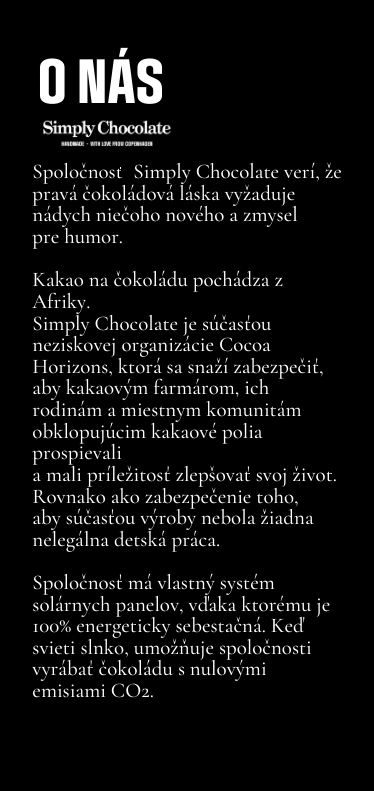 O NÁS
Simply Chocolate
HANDMADE - WITH LOVE FROM COPENHAGEN
Spoločnosť  Simply Chocolate verí, že
pravá čokoládová láska vyžaduje
nádych niečoho nového a zmysel
pre humor.
Kakao na čokoládu pochádza z
Afriky.
Simply Chocolate je súčasťou
neziskovej organizácie Cocoa
Horizons, ktorá sa snaží zabezpečiť,
aby kakaovým farmárom, ich
rodinám a miestnym komunitám
obklopujúcim kakaové polia
prospievali
a mali príležitosť zlepšovať svoj život.
Rovnako ako zabezpečenie toho,
aby súčasťou výroby nebola žiadna
nelegálna detská práca.
Spoločnosť má vlastný systém
solárnych panelov, vďaka ktorému je
100% energeticky sebestačná. Keď
svieti slnko, umožňuje spoločnosti
vyrábať čokoládu s nulovými
emisiami CO2.